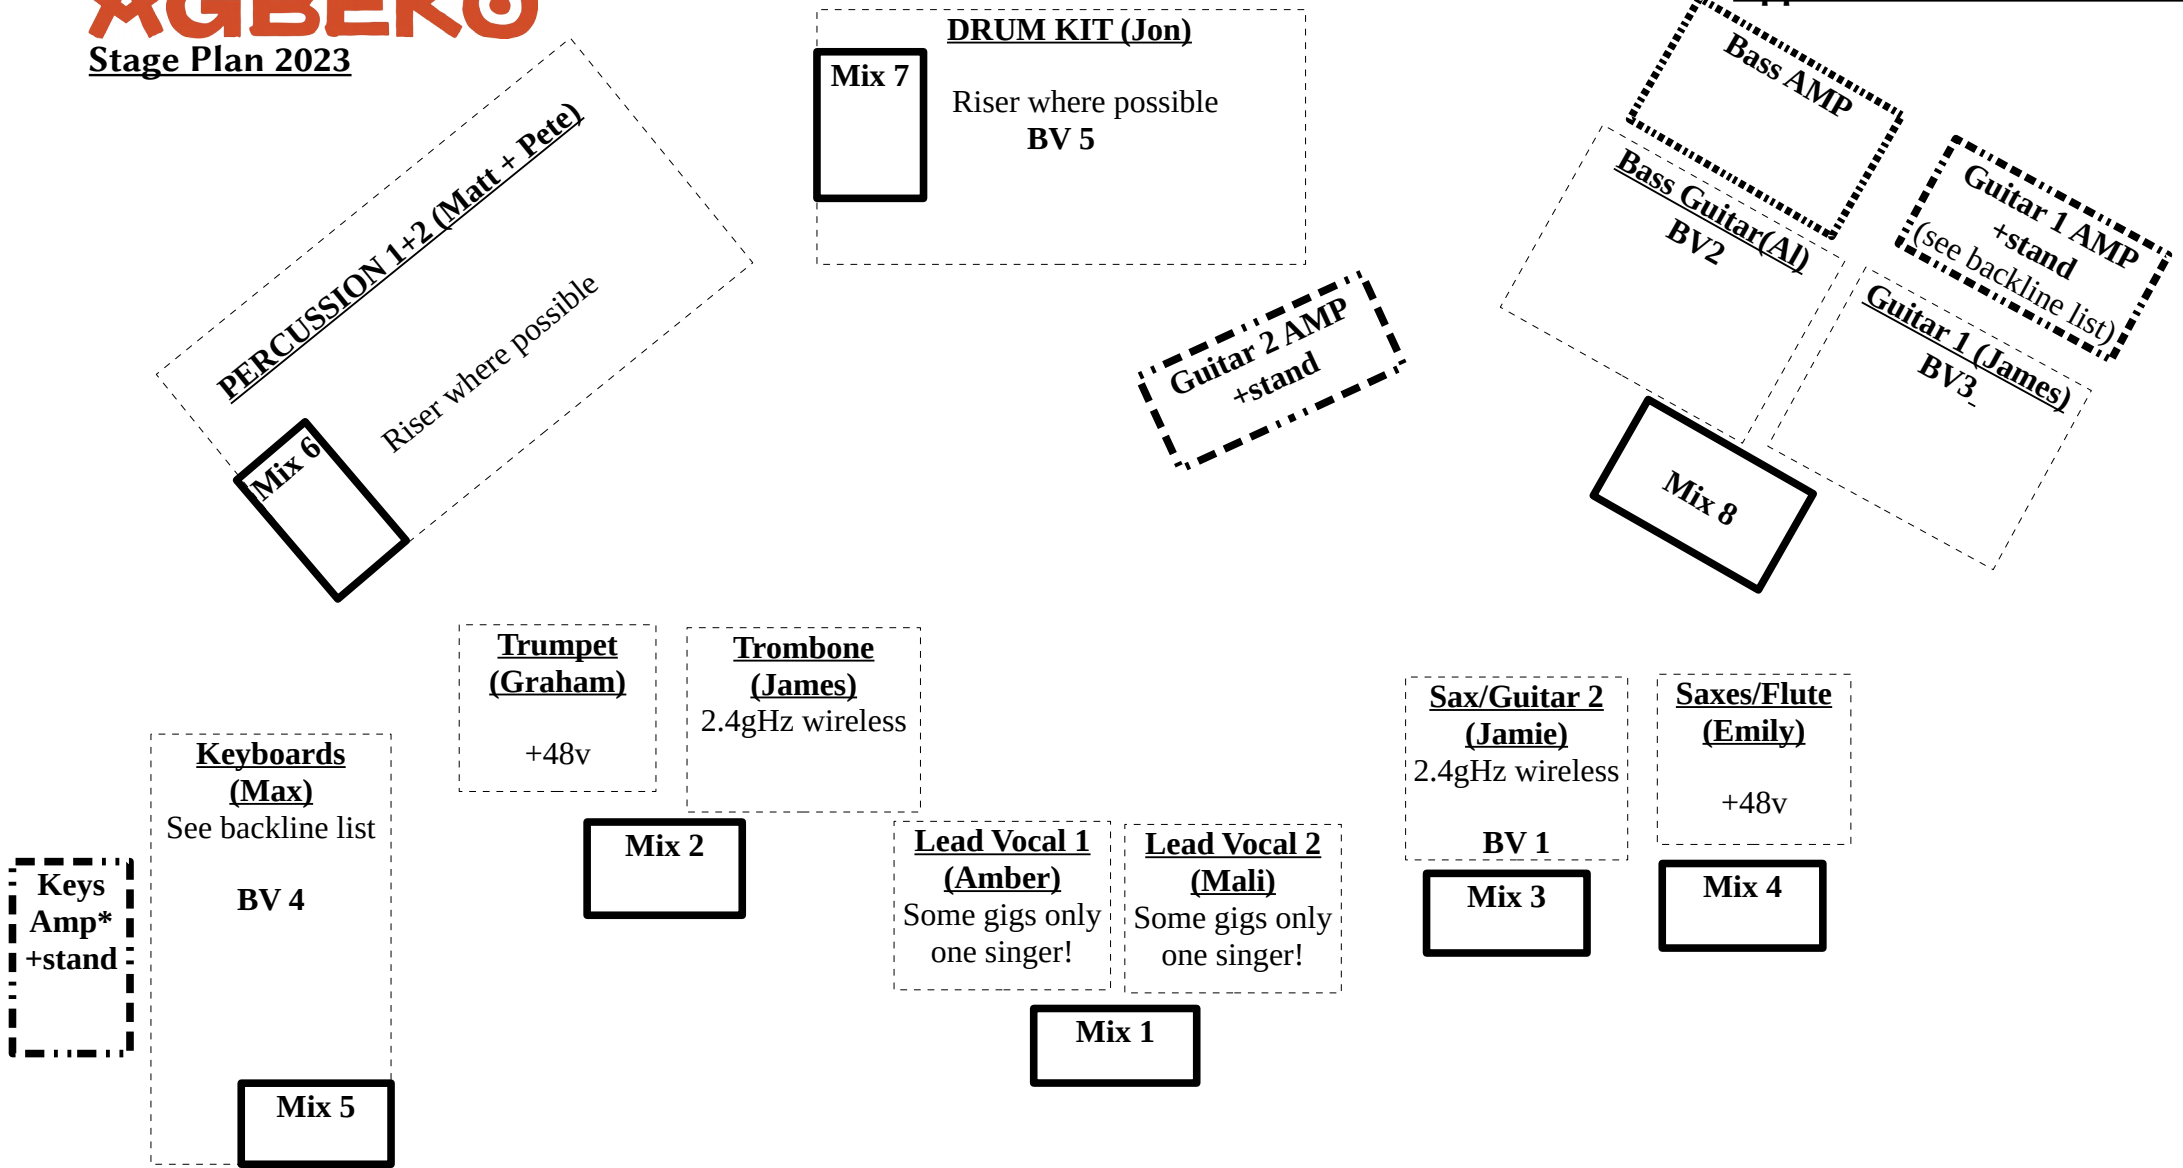 AGBEKO
Stage Plan 2023
DRUM KIT (Jon)
Mix 7
Riser where possible
BV 5
PERCUSSION 1+2 (Matt + Pete)
Riser where possible
Mix 6
Bass AMP
Bass Guitar(Al)
BV2
Guitar 1 AMP
+stand
(see backline list)
Guitar 1 (James)
BV3
Guitar 2 AMP
+stand
Mix 8
Trumpet
(Graham)
+48v
Trombone
(James)
2.4gHz wireless
Mix 2
Keyboards
(Max)
See backline list
BV 4
Keys
Amp*
+stand
Mix 5
Lead Vocal 1
(Amber)
Some gigs only
one singer!
Lead Vocal 2
(Mali)
Some gigs only
one singer!
Mix 1
Sax/Guitar 2
(Jamie)
2.4gHz wireless
BV 1
Mix 3
Saxes/Flute
(Emily)
+48v
Mix 4